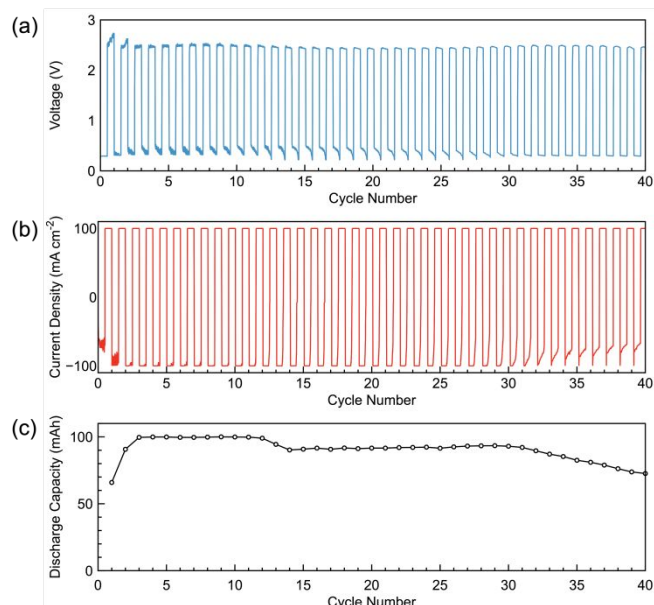 (a)
Voltage (V)
3
2
1
0
0 5 10 15 20 25 30 35 40
Cycle Number
(b)
Current Density (mA cm⁻²)
100
0
−100
0 5 10 15 20 25 30 35 40
Cycle Number
(c)
Discharge Capacity (mAh)
100
50
0
0 5 10 15 20 25 30 35 40
Cycle Number